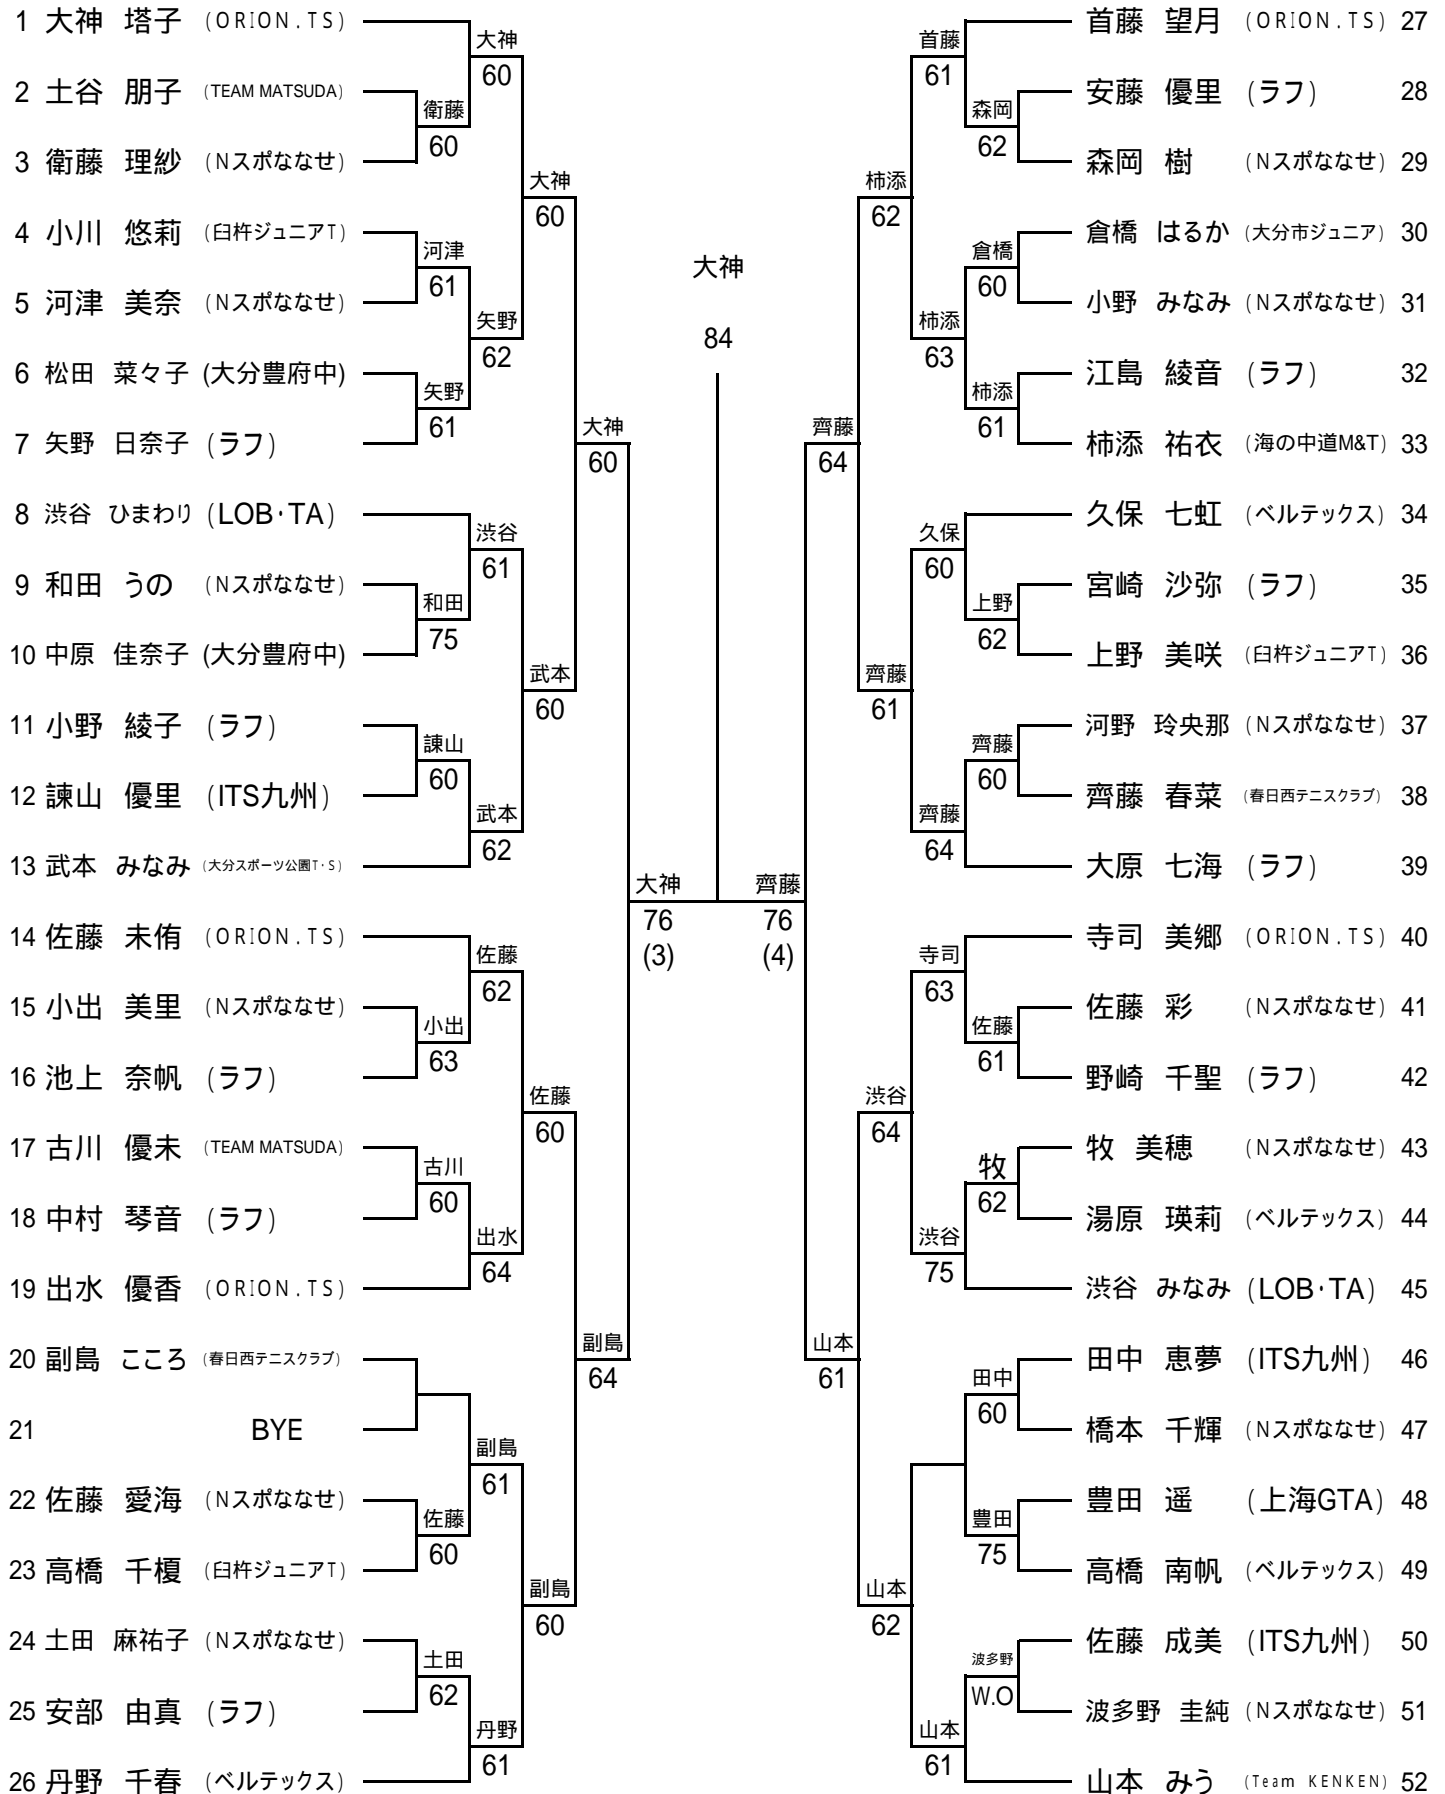 1 大神 塔子 (ORION.TS)
2 土谷 朋子 (TEAM MATSUDA)
3 衛藤 理紗 (Nスポななせ)
4 小川 悠莉 (臼杵ジュニアT)
5 河津 美奈 (Nスポななせ)
6 松田 菜々子 (大分豊府中)
7 矢野 日奈子 (ラフ)
8 渋谷 ひまわり (LOB・TA)
9 和田 うの (Nスポななせ)
10 中原 佳奈子 (大分豊府中)
11 小野 綾子 (ラフ)
12 諫山 優里 (ITS九州)
13 武本 みなみ (大分スポーツ公園T・S)
14 佐藤 未侑 (ORION.TS)
15 小出 美里 (Nスポななせ)
16 池上 奈帆 (ラフ)
17 古川 優未 (TEAM MATSUDA)
18 中村 琴音 (ラフ)
19 出水 優香 (ORION.TS)
20 副島 こころ (春日西テニスクラブ)
21 BYE
22 佐藤 愛海 (Nスポななせ)
23 高橋 千榎 (臼杵ジュニアT)
24 土田 麻祐子 (Nスポななせ)
25 安部 由真 (ラフ)
26 丹野 千春 (ベルテックス)
衛藤
60
河津
61
矢野
61
和田
75
諫山
60
小出
63
古川
60
佐藤
60
土田
62
大神
60
矢野
62
渋谷
61
武本
62
佐藤
62
出水
64
副島
61
丹野
61
大神
60
武本
60
佐藤
60
副島
60
大神
60
副島
64
大神
76
(3)
大神
84
齊藤
76
(4)
齊藤
64
山本
61
柿添
62
齊藤
61
渋谷
64
山本
62
首藤
61
柿添
63
久保
60
齊藤
64
寺司
63
渋谷
75
山本
61
森岡
62
倉橋
60
柿添
61
上野
62
齊藤
60
佐藤
61
牧
62
田中
60
豊田
75
波多野
W.O
首藤 望月 (ORION.TS) 27
安藤 優里 (ラフ) 28
森岡 樹 (Nスポななせ) 29
倉橋 はるか (大分市ジュニア) 30
小野 みなみ (Nスポななせ) 31
江島 綾音 (ラフ) 32
柿添 祐衣 (海の中道M&T) 33
久保 七虹 (ベルテックス) 34
宮崎 沙弥 (ラフ) 35
上野 美咲 (臼杵ジュニアT) 36
河野 玲央那 (Nスポななせ) 37
齊藤 春菜 (春日西テニスクラブ) 38
大原 七海 (ラフ) 39
寺司 美郷 (ORION.TS) 40
佐藤 彩 (Nスポななせ) 41
野崎 千聖 (ラフ) 42
牧 美穂 (Nスポななせ) 43
湯原 瑛莉 (ベルテックス) 44
渋谷 みなみ (LOB・TA) 45
田中 恵夢 (ITS九州) 46
橋本 千輝 (Nスポななせ) 47
豊田 遥 (上海GTA) 48
高橋 南帆 (ベルテックス) 49
佐藤 成美 (ITS九州) 50
波多野 圭純 (Nスポななせ) 51
山本 みう (Team KENKEN) 52